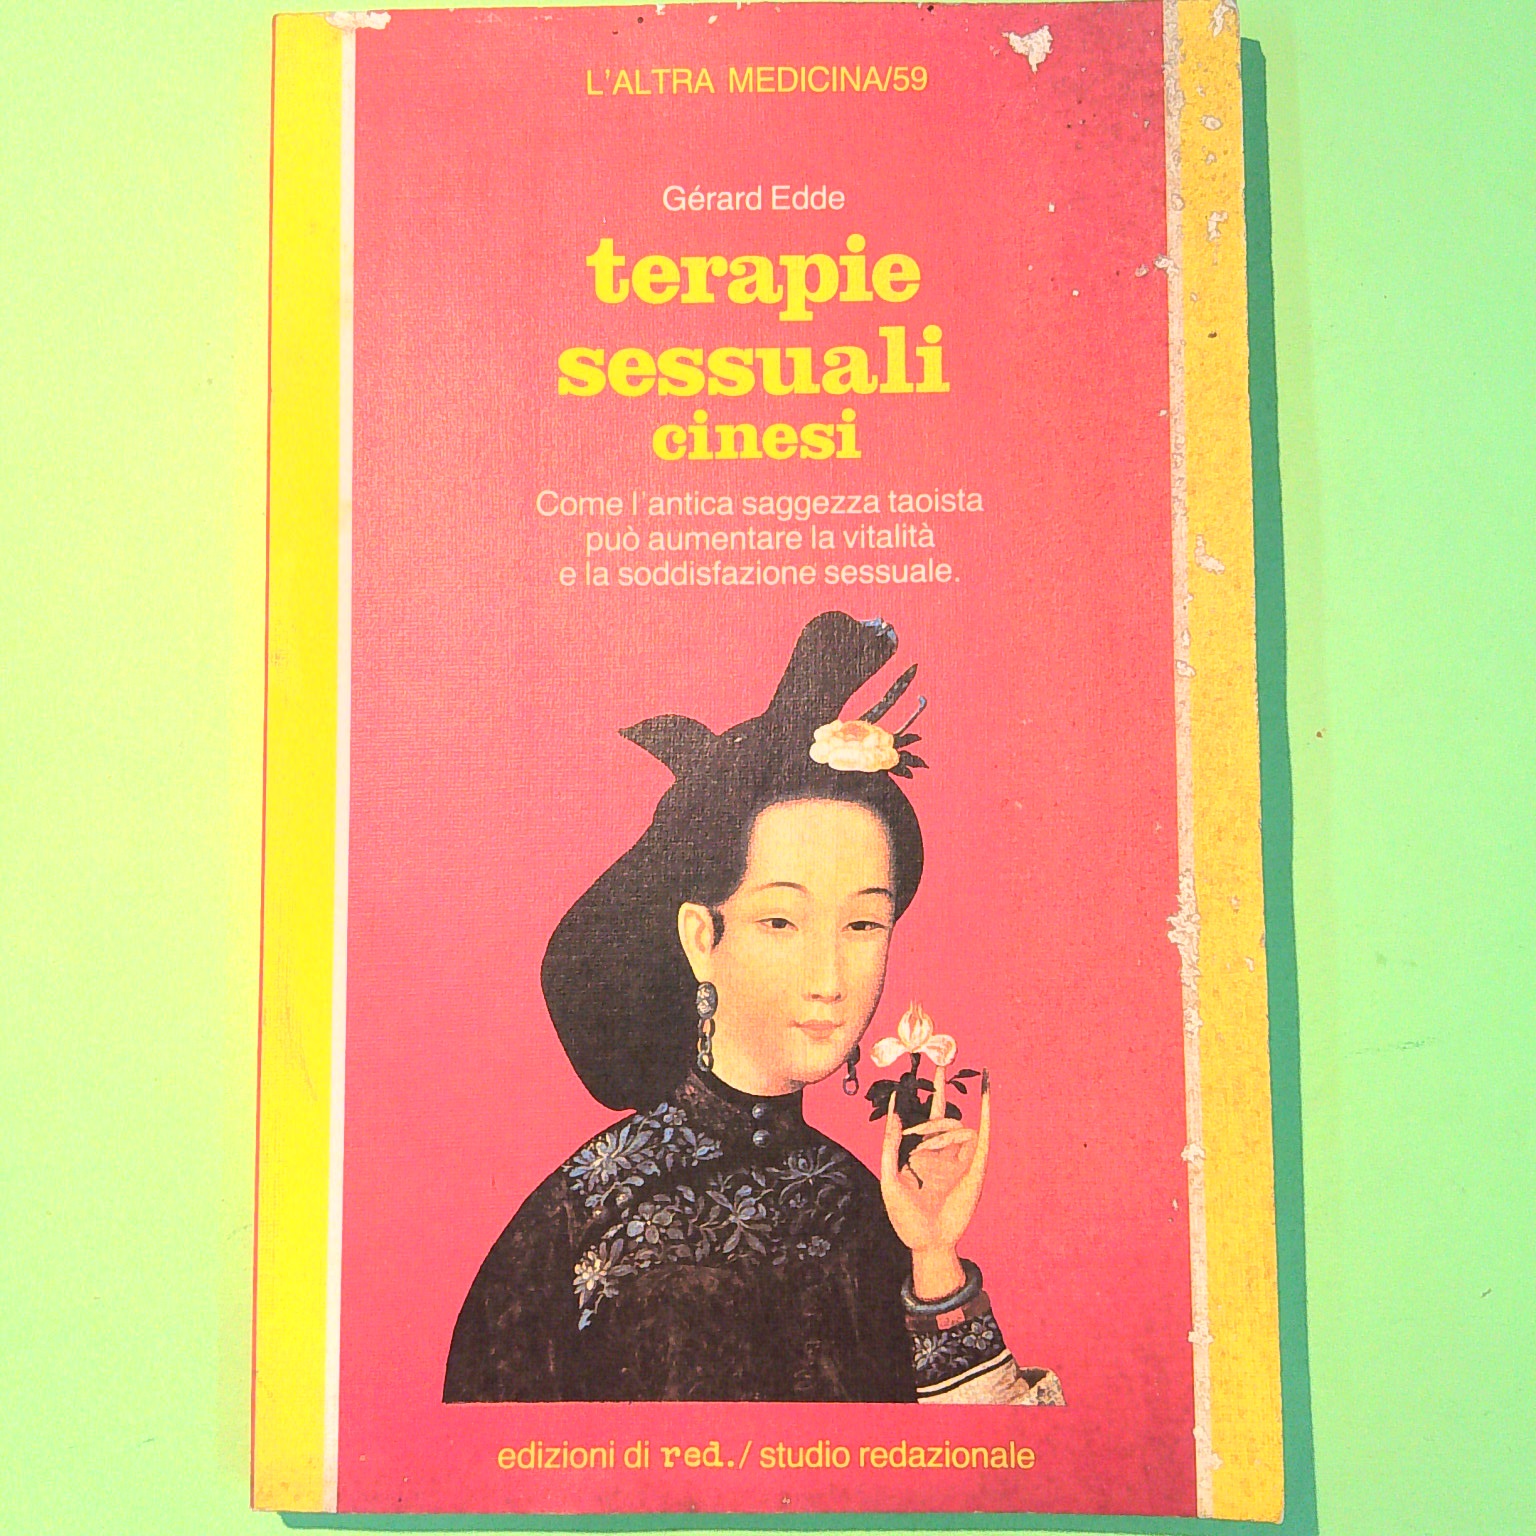 L'ALTRA MEDICINA/59
Gérard Edde
terapie
sessuali
cinesi
Come l'antica saggezza taoista
può aumentare la vitalità
e la soddisfazione sessuale.
edizioni di red./ studio redazionale